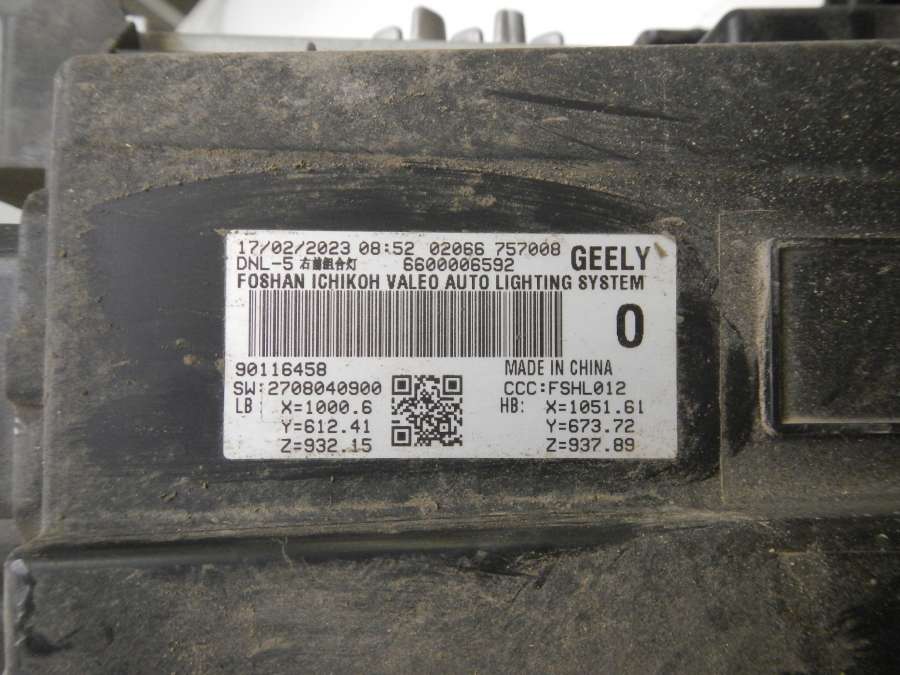 17/02/2023 08:52 02066 757008
DNL-5 右前组合灯 6600006592 GEELY
FOSHAN ICHIKOH VALEO AUTO LIGHTING SYSTEM
0
90116458 MADE IN CHINA
SW:2708040900 CCC:FSHL012
LB: X=1000.6 HB: X=1051.61
Y=612.41 Y=673.72
Z=932.15 Z=937.89